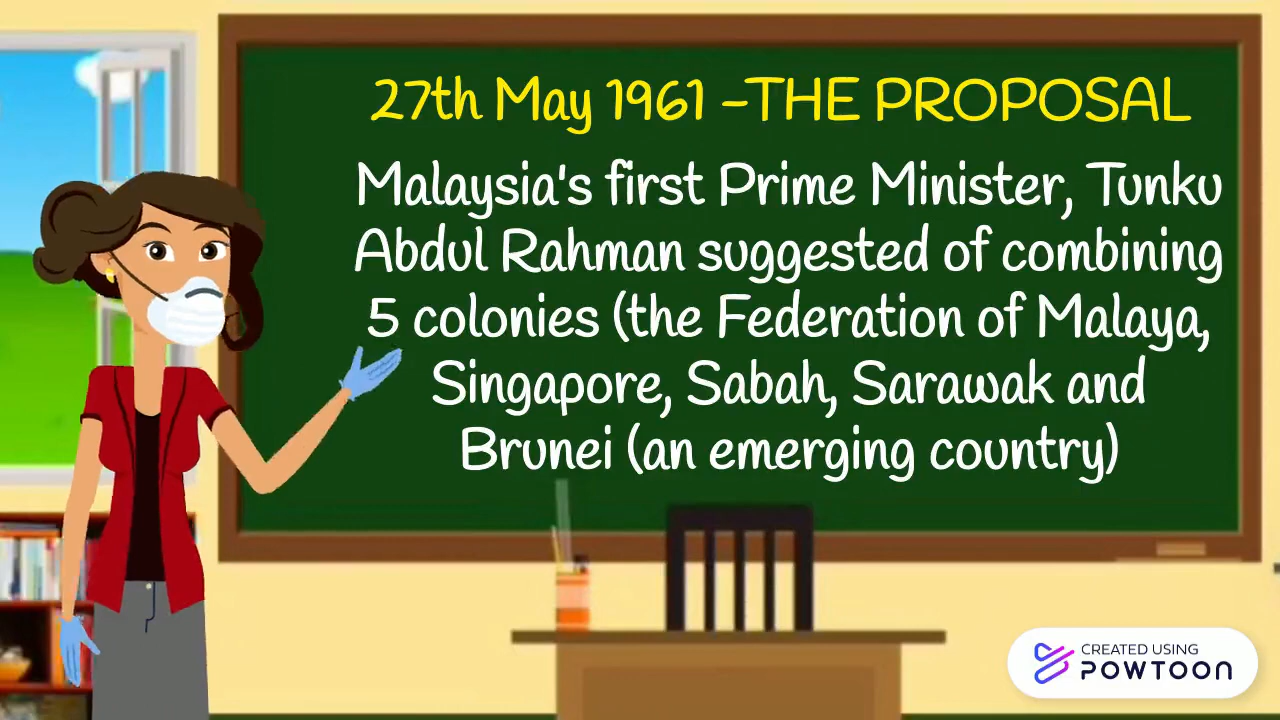 27th May 1961 -THE PROPOSAL
Malaysia's first Prime Minister, Tunku
Abdul Rahman suggested of combining
5 colonies (the Federation of Malaya,
Singapore, Sabah, Sarawak and
Brunei (an emerging country)
CREATED USING
POWTOON